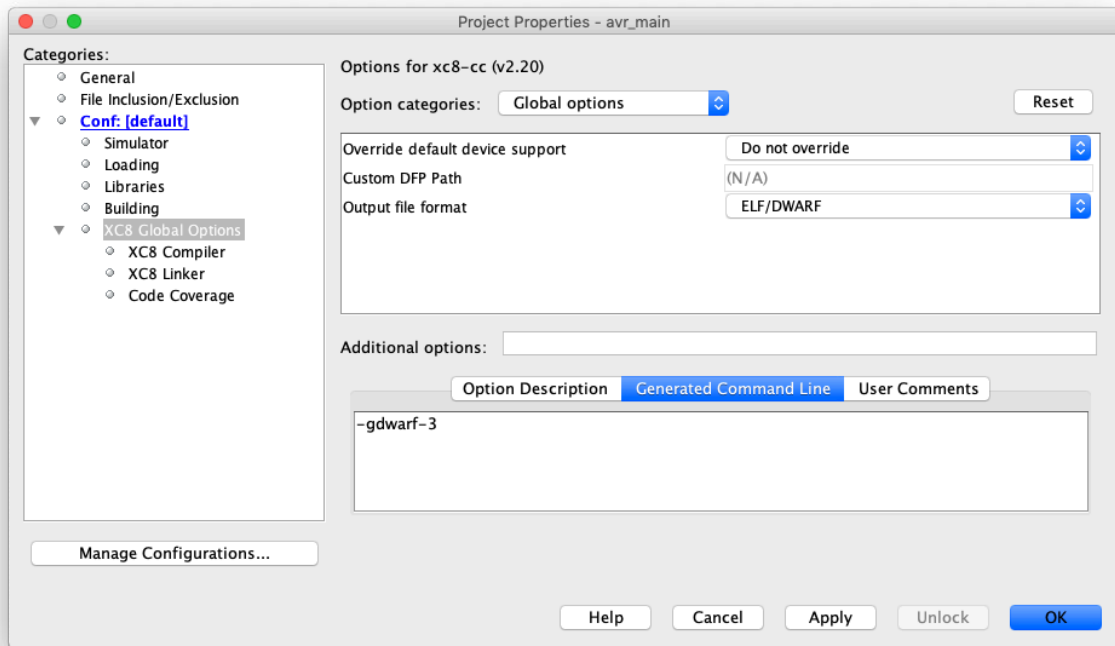 Project Properties - avr_main
Categories:
General
File Inclusion/Exclusion
Conf: [default]
Simulator
Loading
Libraries
Building
XC8 Global Options
XC8 Compiler
XC8 Linker
Code Coverage
Manage Configurations...
Options for xc8-cc (v2.20)
Option categories: Global options Reset
Override default device support Do not override
Custom DFP Path (N/A)
Output file format ELF/DWARF
Additional options:
Option Description Generated Command Line User Comments
-gdwarf-3
Help Cancel Apply Unlock OK